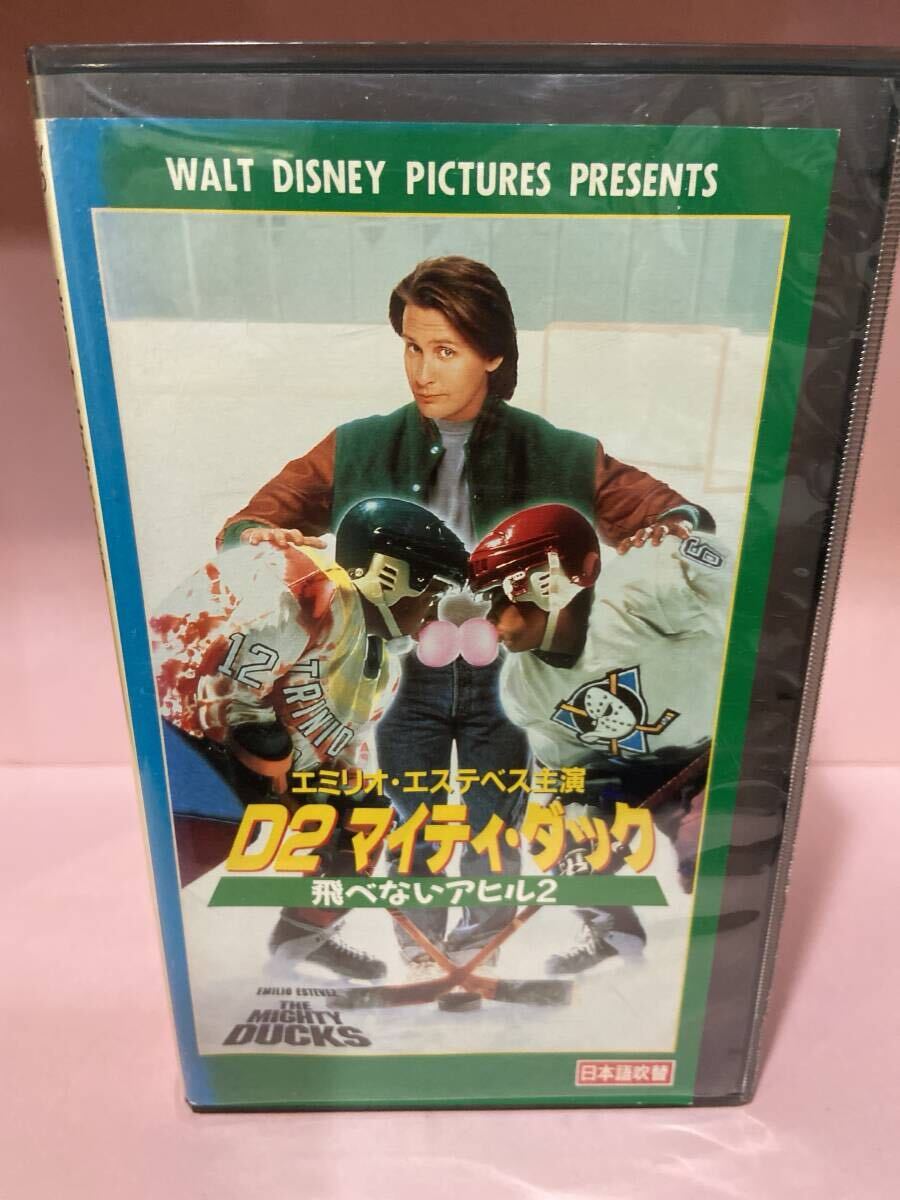 WALT DISNEY PICTURES PRESENTS
9
12
TRINID
エミリオ・エステベス主演
D2 マイティ・ダック
飛べないアヒル2
EMILIO ESTEVEZ
THE
MIGHTY
DUCKS
日本語吹替